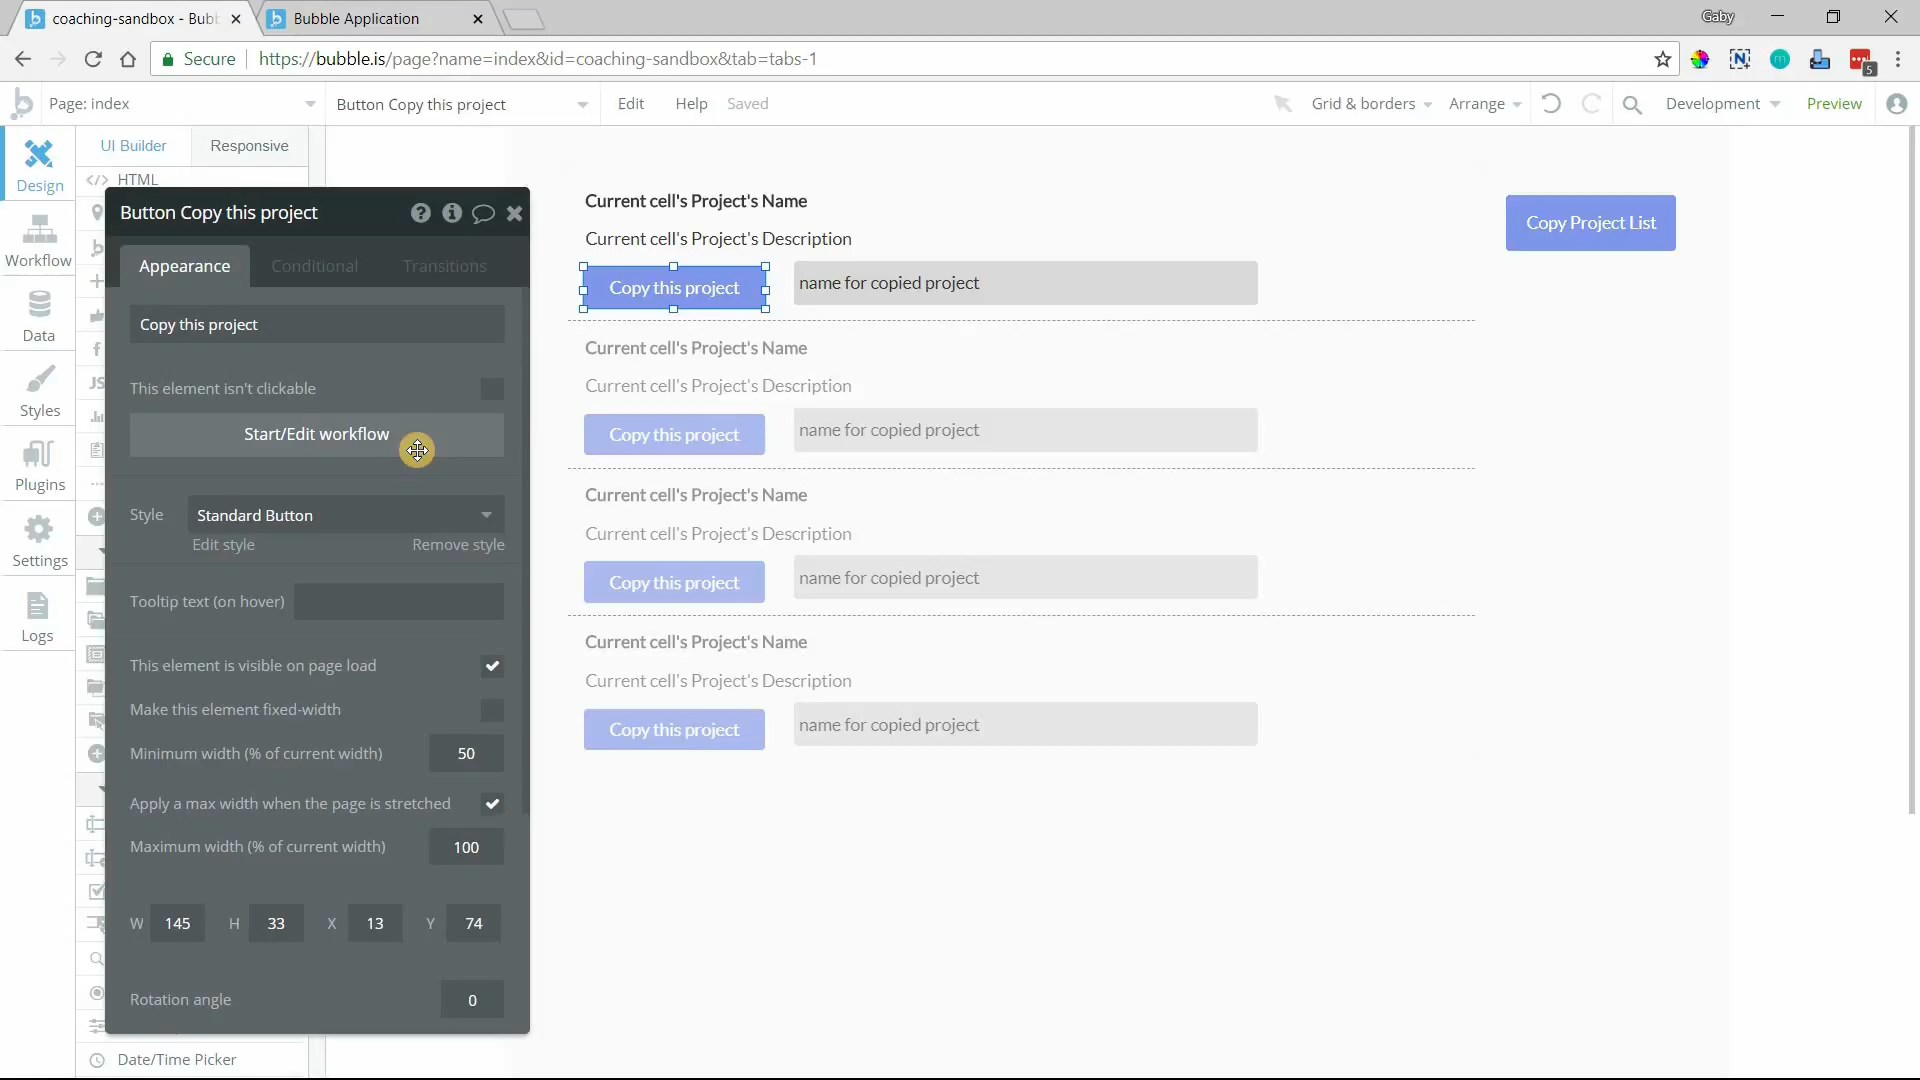 coaching-sandbox - Bubb
Bubble Application
Gaby
Secure
https://bubble.is/page?name=index&id=coaching-sandbox&tab=tabs-1
5
Page: index
Button Copy this project
Edit
Help
Saved
Grid & borders
Arrange
Development
Preview
Design
Workflow
Data
Styles
Plugins
Settings
Logs
UI Builder
Responsive
</> HTML
Button Copy this project
Appearance
Conditional
Transitions
Copy this project
This element isn't clickable
Start/Edit workflow
Style
Standard Button
Edit style
Remove style
Tooltip text (on hover)
This element is visible on page load
Make this element fixed-width
Minimum width (% of current width)
50
Apply a max width when the page is stretched
Maximum width (% of current width)
100
W 145 H 33 X 13 Y 74
Rotation angle
0
Date/Time Picker
Current cell's Project's Name
Current cell's Project's Description
Copy this project
name for copied project
Current cell's Project's Name
Current cell's Project's Description
Copy this project
name for copied project
Current cell's Project's Name
Current cell's Project's Description
Copy this project
name for copied project
Current cell's Project's Name
Current cell's Project's Description
Copy this project
name for copied project
Copy Project List